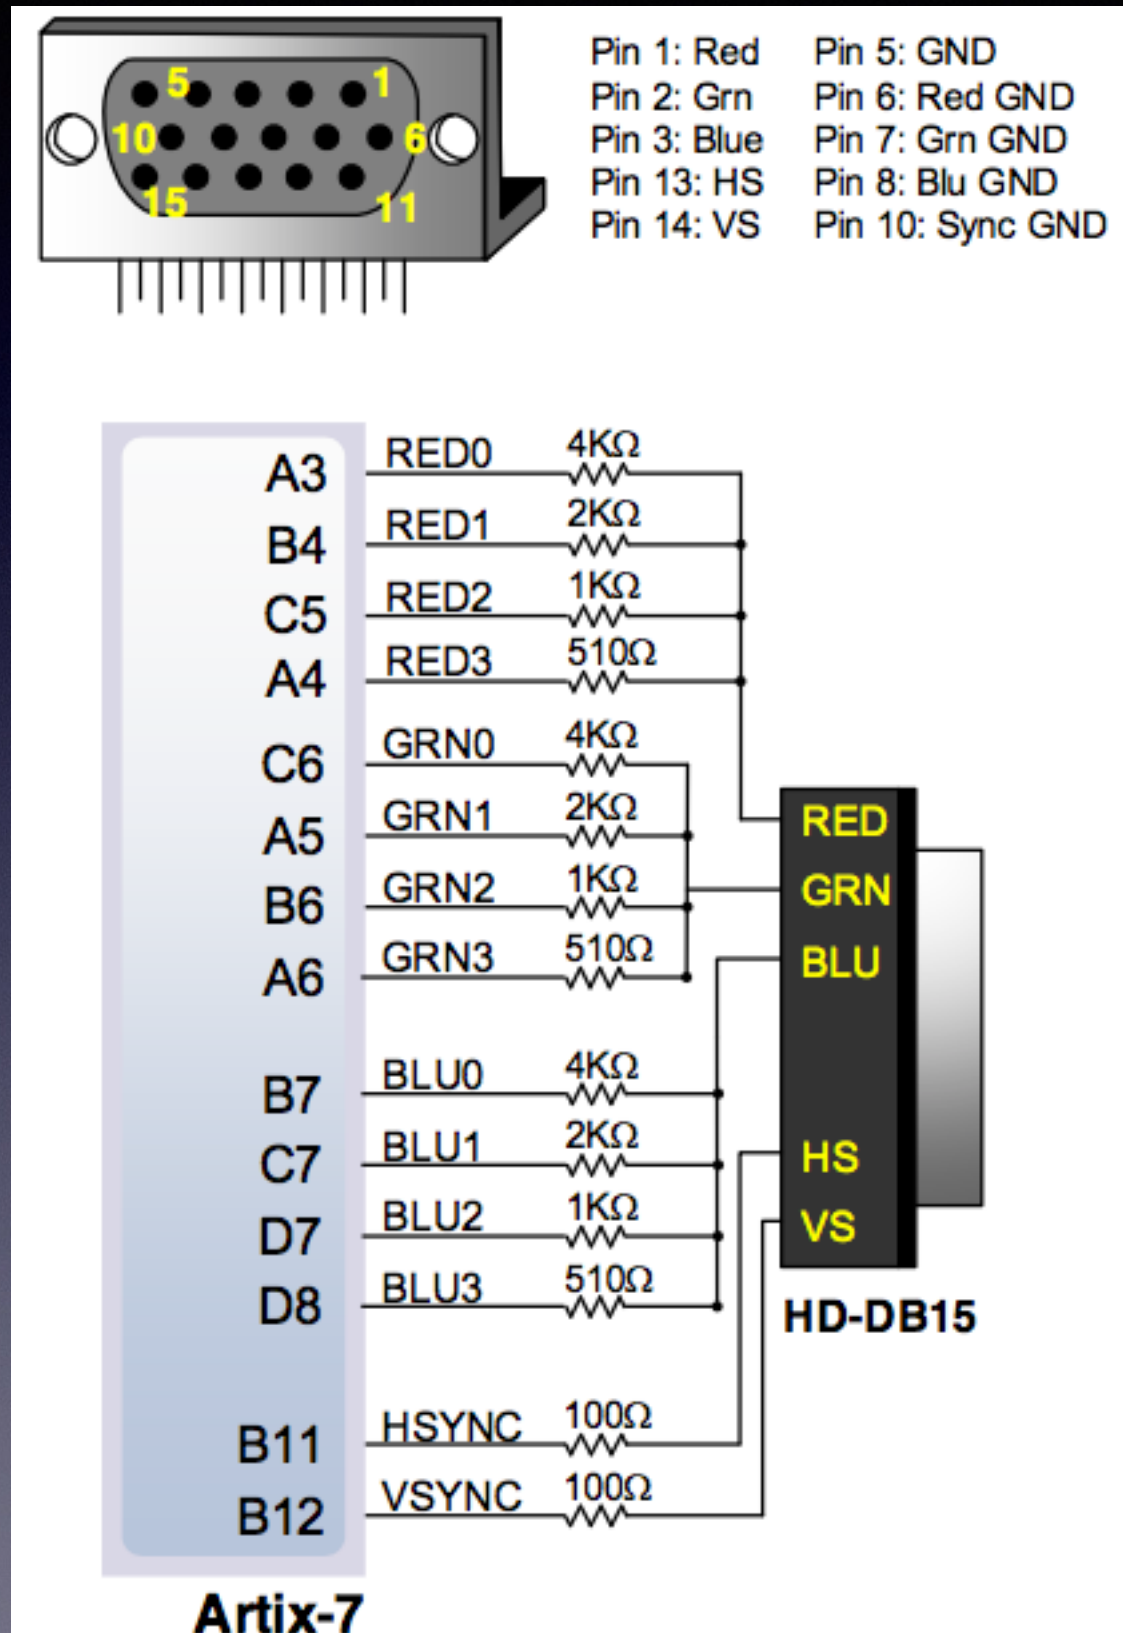 5 1
10 6
15 11
Pin 1: Red Pin 5: GND
Pin 2: Grn Pin 6: Red GND
Pin 3: Blue Pin 7: Grn GND
Pin 13: HS Pin 8: Blu GND
Pin 14: VS Pin 10: Sync GND
A3 RED0 4KΩ
B4 RED1 2KΩ
C5 RED2 1KΩ
A4 RED3 510Ω
C6 GRN0 4KΩ
A5 GRN1 2KΩ
B6 GRN2 1KΩ
A6 GRN3 510Ω
B7 BLU0 4KΩ
C7 BLU1 2KΩ
D7 BLU2 1KΩ
D8 BLU3 510Ω
B11 HSYNC 100Ω
B12 VSYNC 100Ω
RED
GRN
BLU
HS
VS
HD-DB15
Artix-7